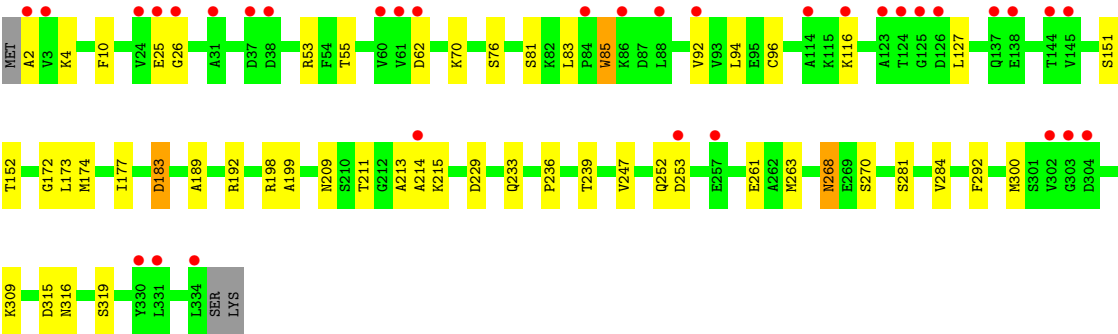 MET A2 V3 K4 F10 V24 E25 G26 A31 D37 D38 R53 F54 T55 V60 V61 D62 K70 S76 S81 K82 L83 P84 W85 K86 D87 L88 V92 V93 L94 E95 C96 A114 K115 K116 A123 T124 G125 D126 L127 Q137 E138 T144 V145 S151
T152 G172 L173 M174 I177 D183 A189 R192 R198 A199 N209 S210 T211 G212 A213 A214 K215 D229 Q233 P236 T239 V247 Q252 D253 E257 E261 A262 M263 N268 E269 S270 S281 V284 F292 M300 S301 V302 G303 D304
K309 D315 N316 S319 Y330 L331 L334 SER LYS